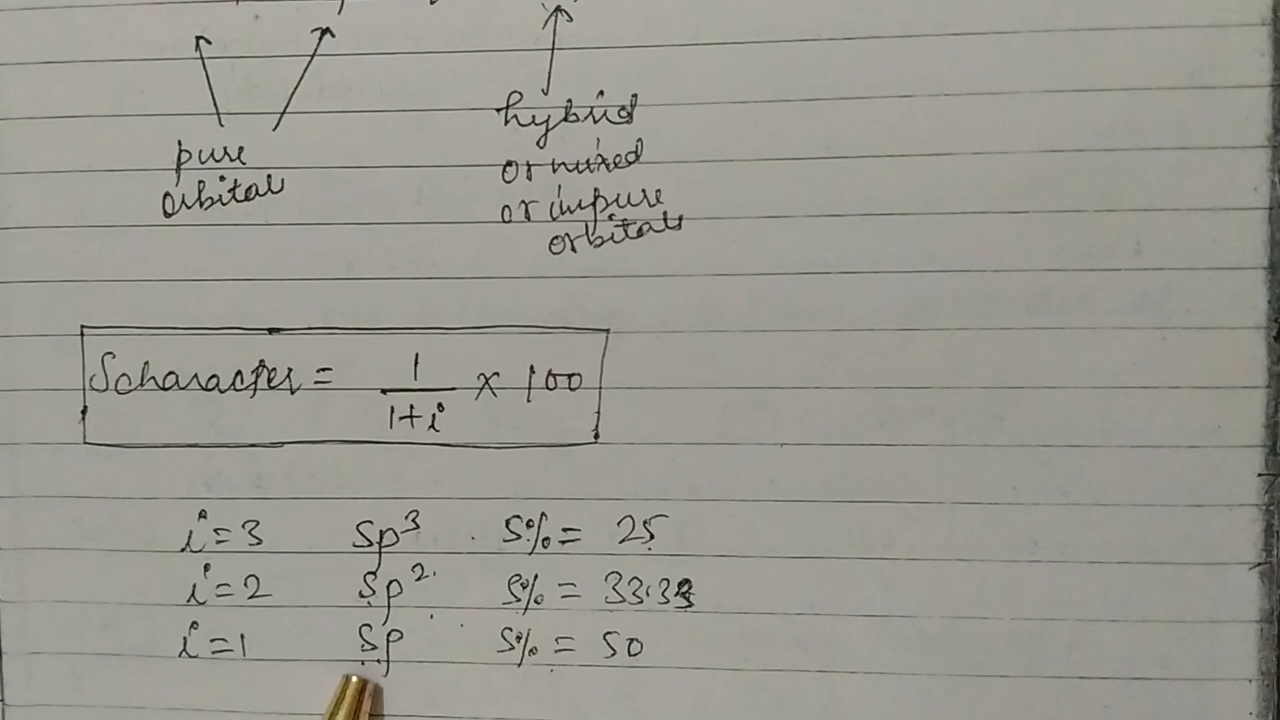 pure
orbital
hybrid
or mixed
or impure
orbitals
Scharacter = 1/1+i × 100
i=3 sp³ s% = 25
i=2 sp² s% = 33.33
i=1 sp s% = 50